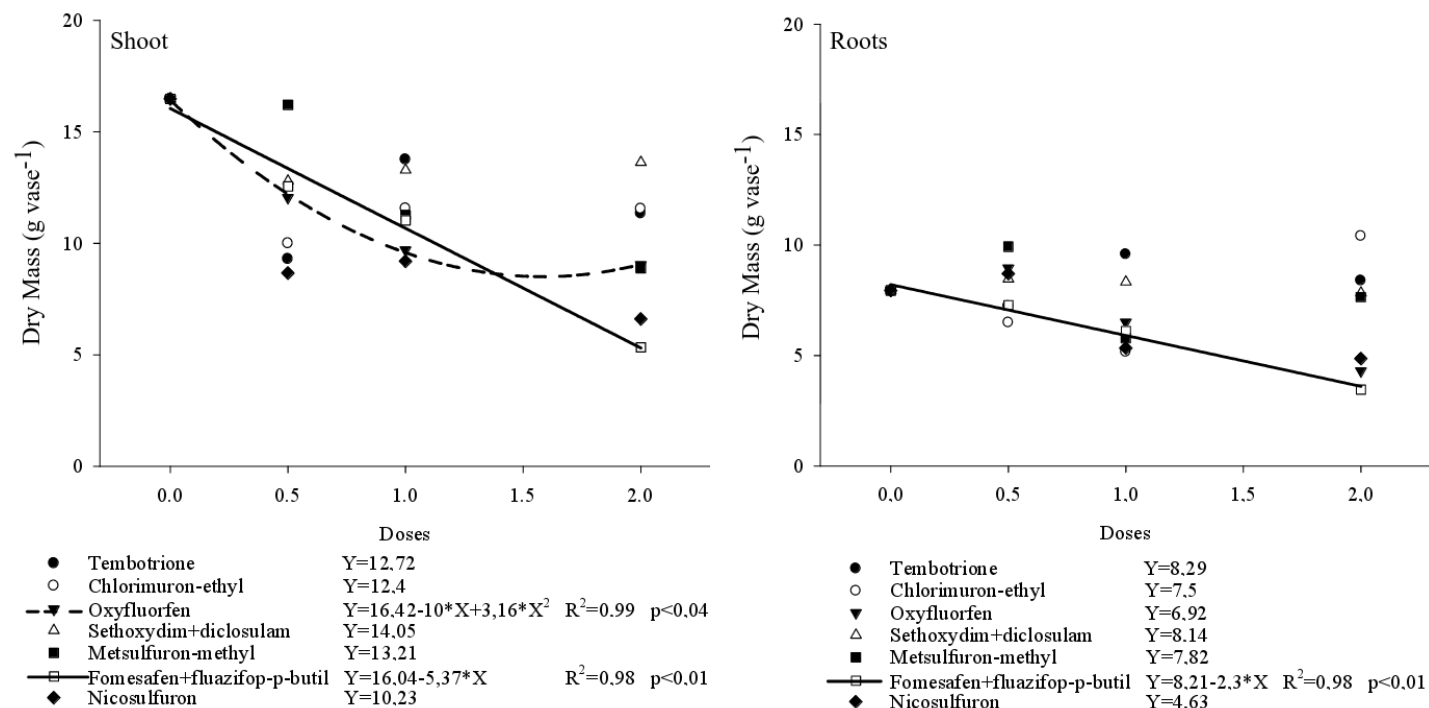 Shoot
Dry Mass (g vase-1)
20
15
10
5
0
0.0 0.5 1.0 1.5 2.0
Doses
Tembotrione Y=12,72
Chlorimuron-ethyl Y=12,4
Oxyfluorfen Y=16,42-10*X+3,16*X2 R2=0,99 p<0,04
Sethoxydim+diclosulam Y=14,05
Metsulfuron-methyl Y=13,21
Fomesafen+fluazifop-p-butil Y=16,04-5,37*X R2=0,98 p<0,01
Nicosulfuron Y=10,23
Roots
Dry Mass (g vase-1)
20
15
10
5
0
0,0 0,5 1,0 1,5 2,0
Doses
Tembotrione Y=8,29
Chlorimuron-ethyl Y=7,5
Oxyfluorfen Y=6,92
Sethoxydim+diclosulam Y=8,14
Metsulfuron-methyl Y=7,82
Fomesafen+fluazifop-p-butil Y=8,21-2,3*X R2=0,98 p<0,01
Nicosulfuron Y=4,63